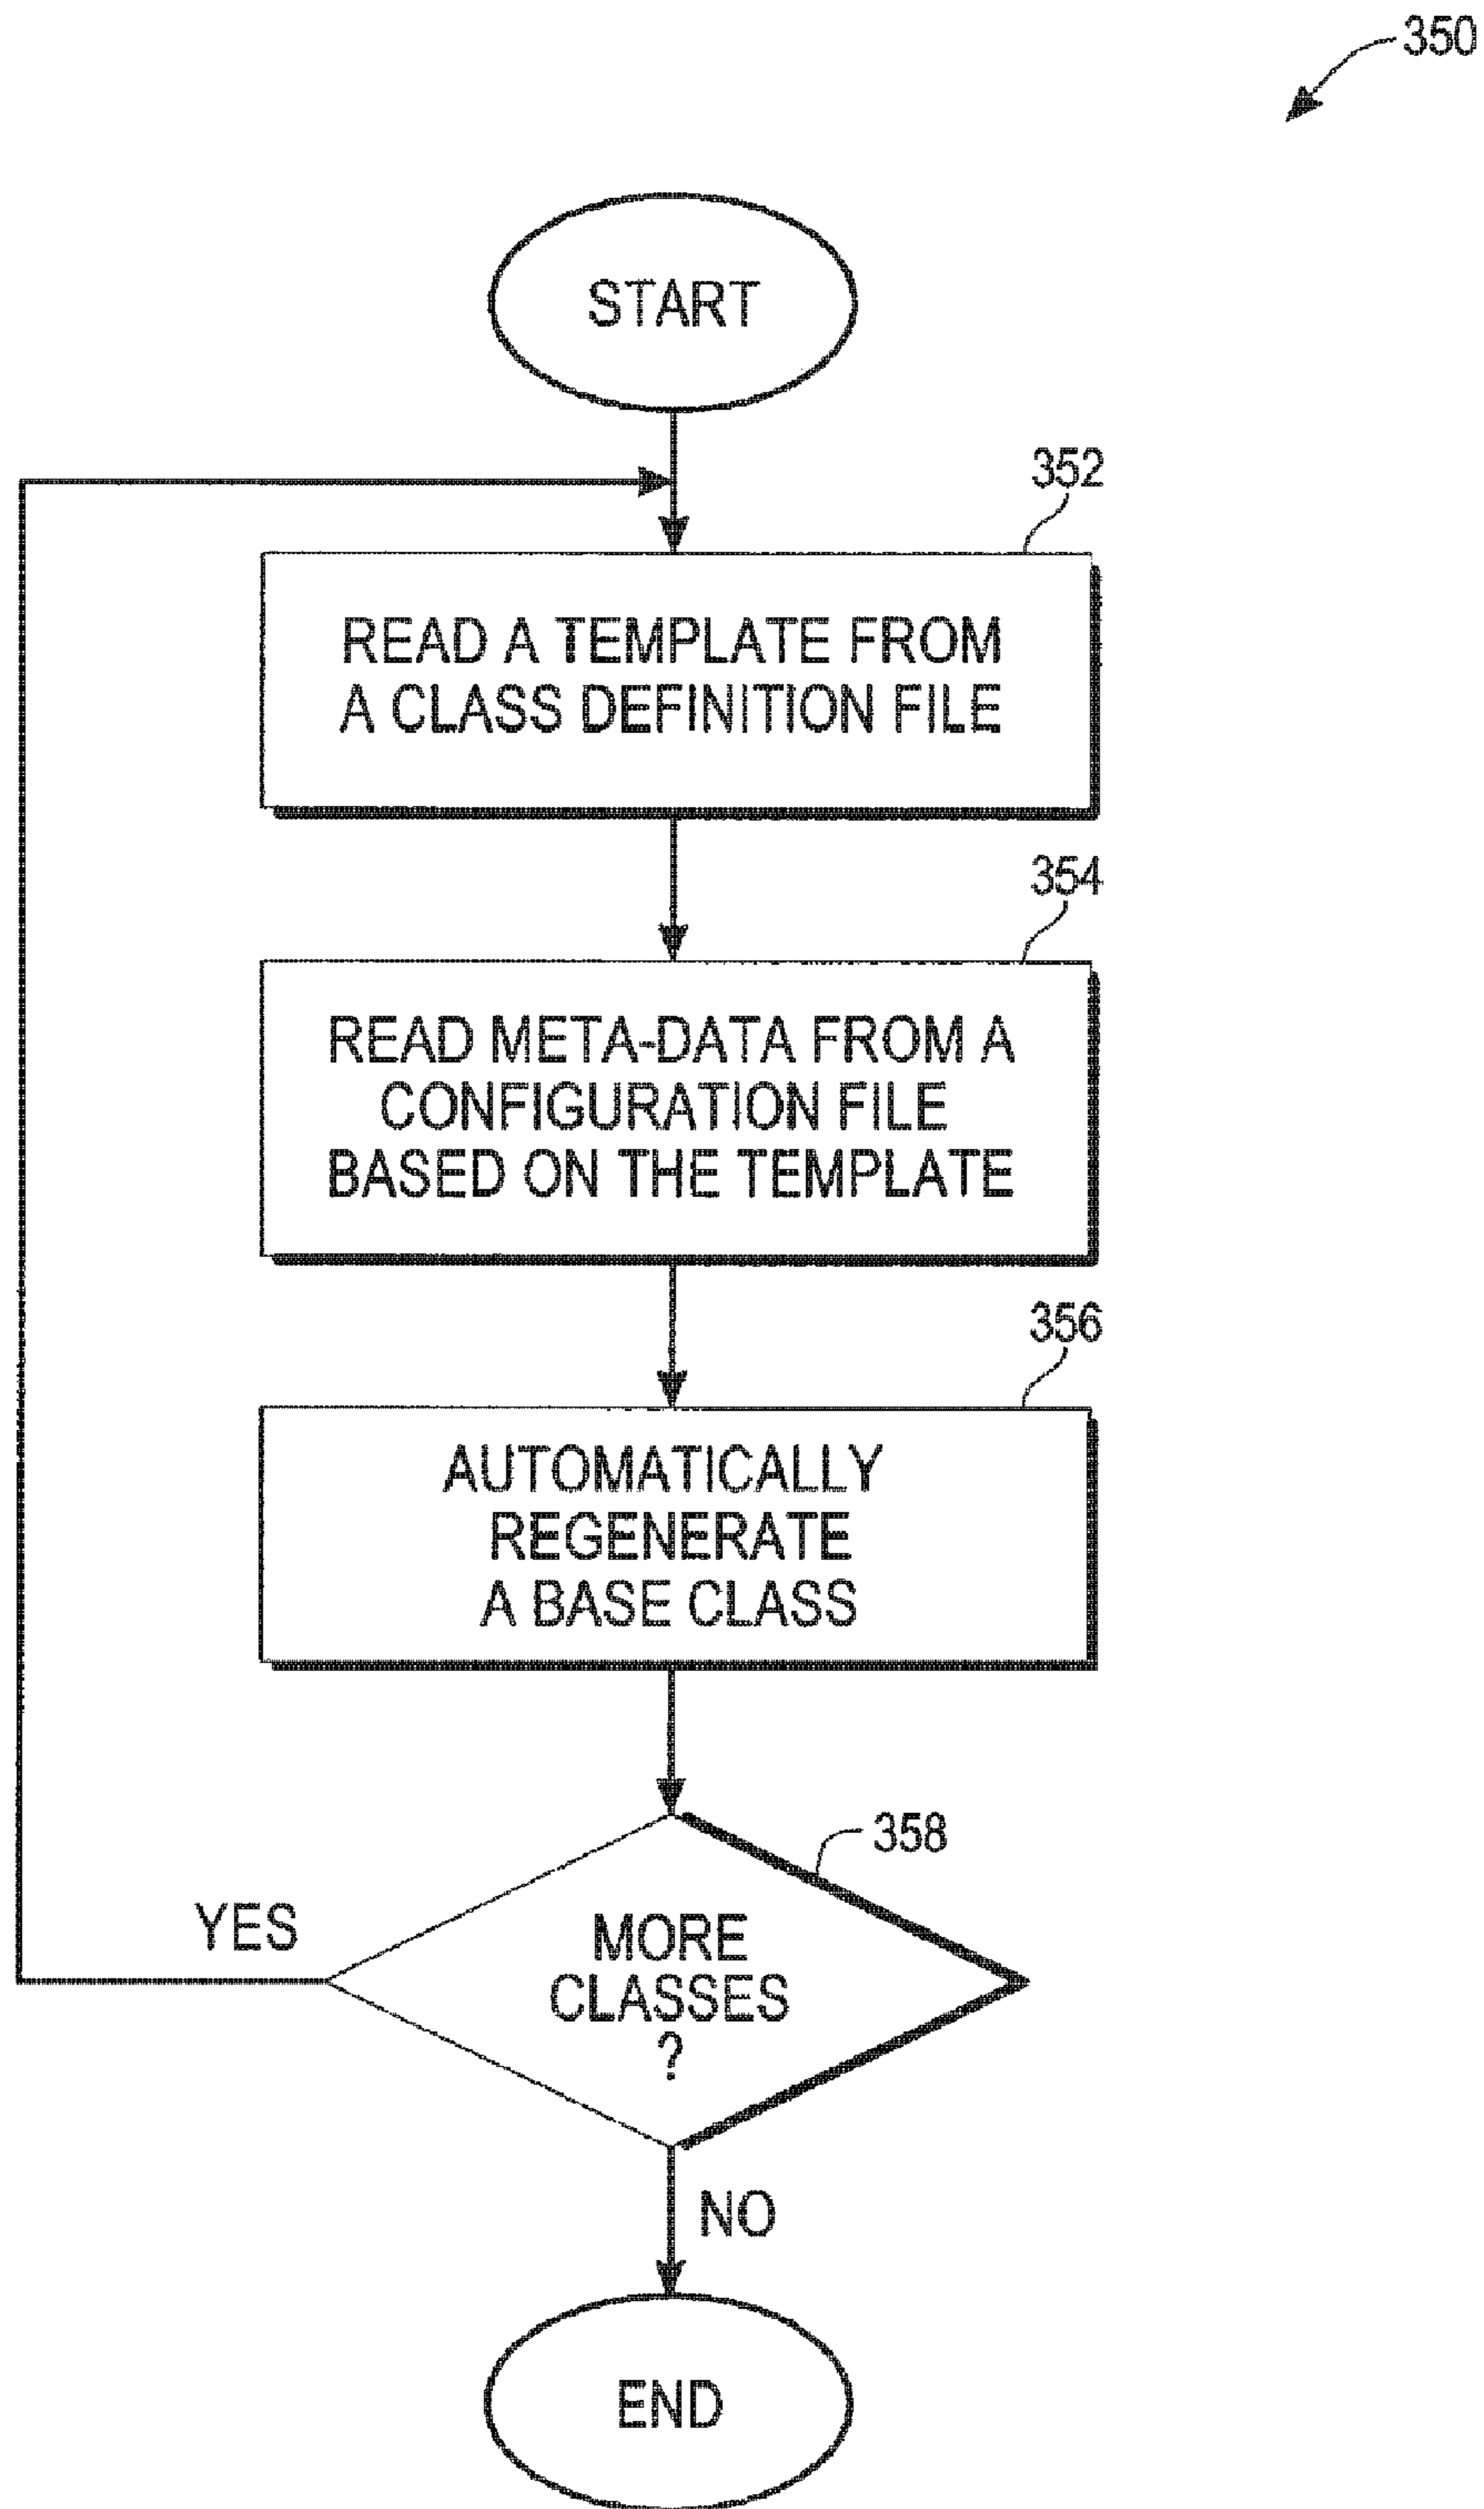 350
START
352
READ A TEMPLATE FROM
A CLASS DEFINITION FILE
354
READ META-DATA FROM A
CONFIGURATION FILE
BASED ON THE TEMPLATE
356
AUTOMATICALLY
REGENERATE
A BASE CLASS
358
YES
MORE
CLASSES
?
NO
END